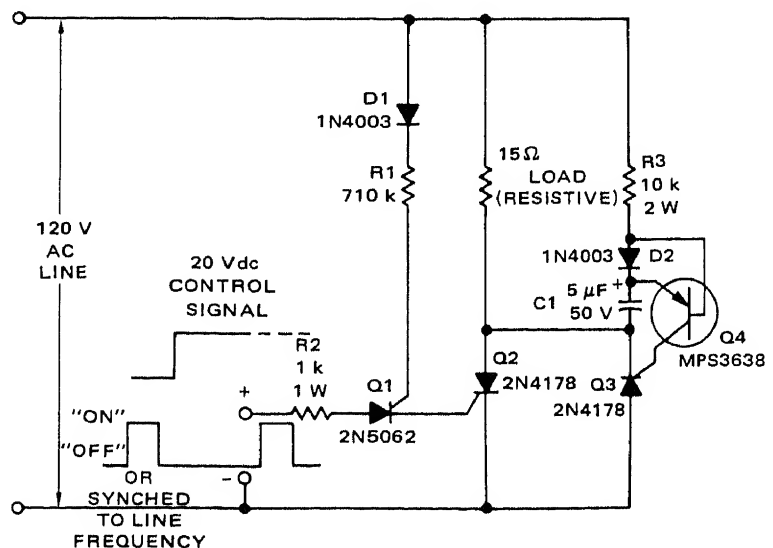 D1
1N4003
R1
710 k
15Ω
LOAD
(RESISTIVE)
R3
10 k
2 W
120 V
AC
LINE
1N4003
D2
+
5 μF
50 V
C1
Q4
MPS3638
20 Vdc
CONTROL
SIGNAL
R2
1 k
1 W
Q1
2N5062
Q2
2N4178
Q3
2N4178
+
"ON"
"OFF"
OR
SYNCHED
TO LINE
FREQUENCY
-